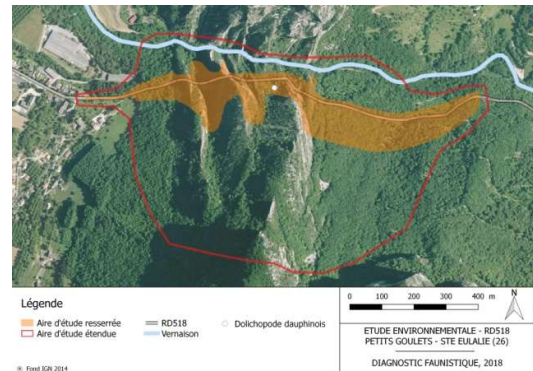 Légende
Aire d'étude resserrée
Aire d'étude étendue
RD518
Vernaison
Dolichopode dauphinois
0 100 200 300 400 m
N
ETUDE ENVIRONNEMENTALE - RD518
PETITS GOULETS - STE EULALIE (26)
DIAGNOSTIC FAUNISTIQUE, 2018
Fond IGN 2014